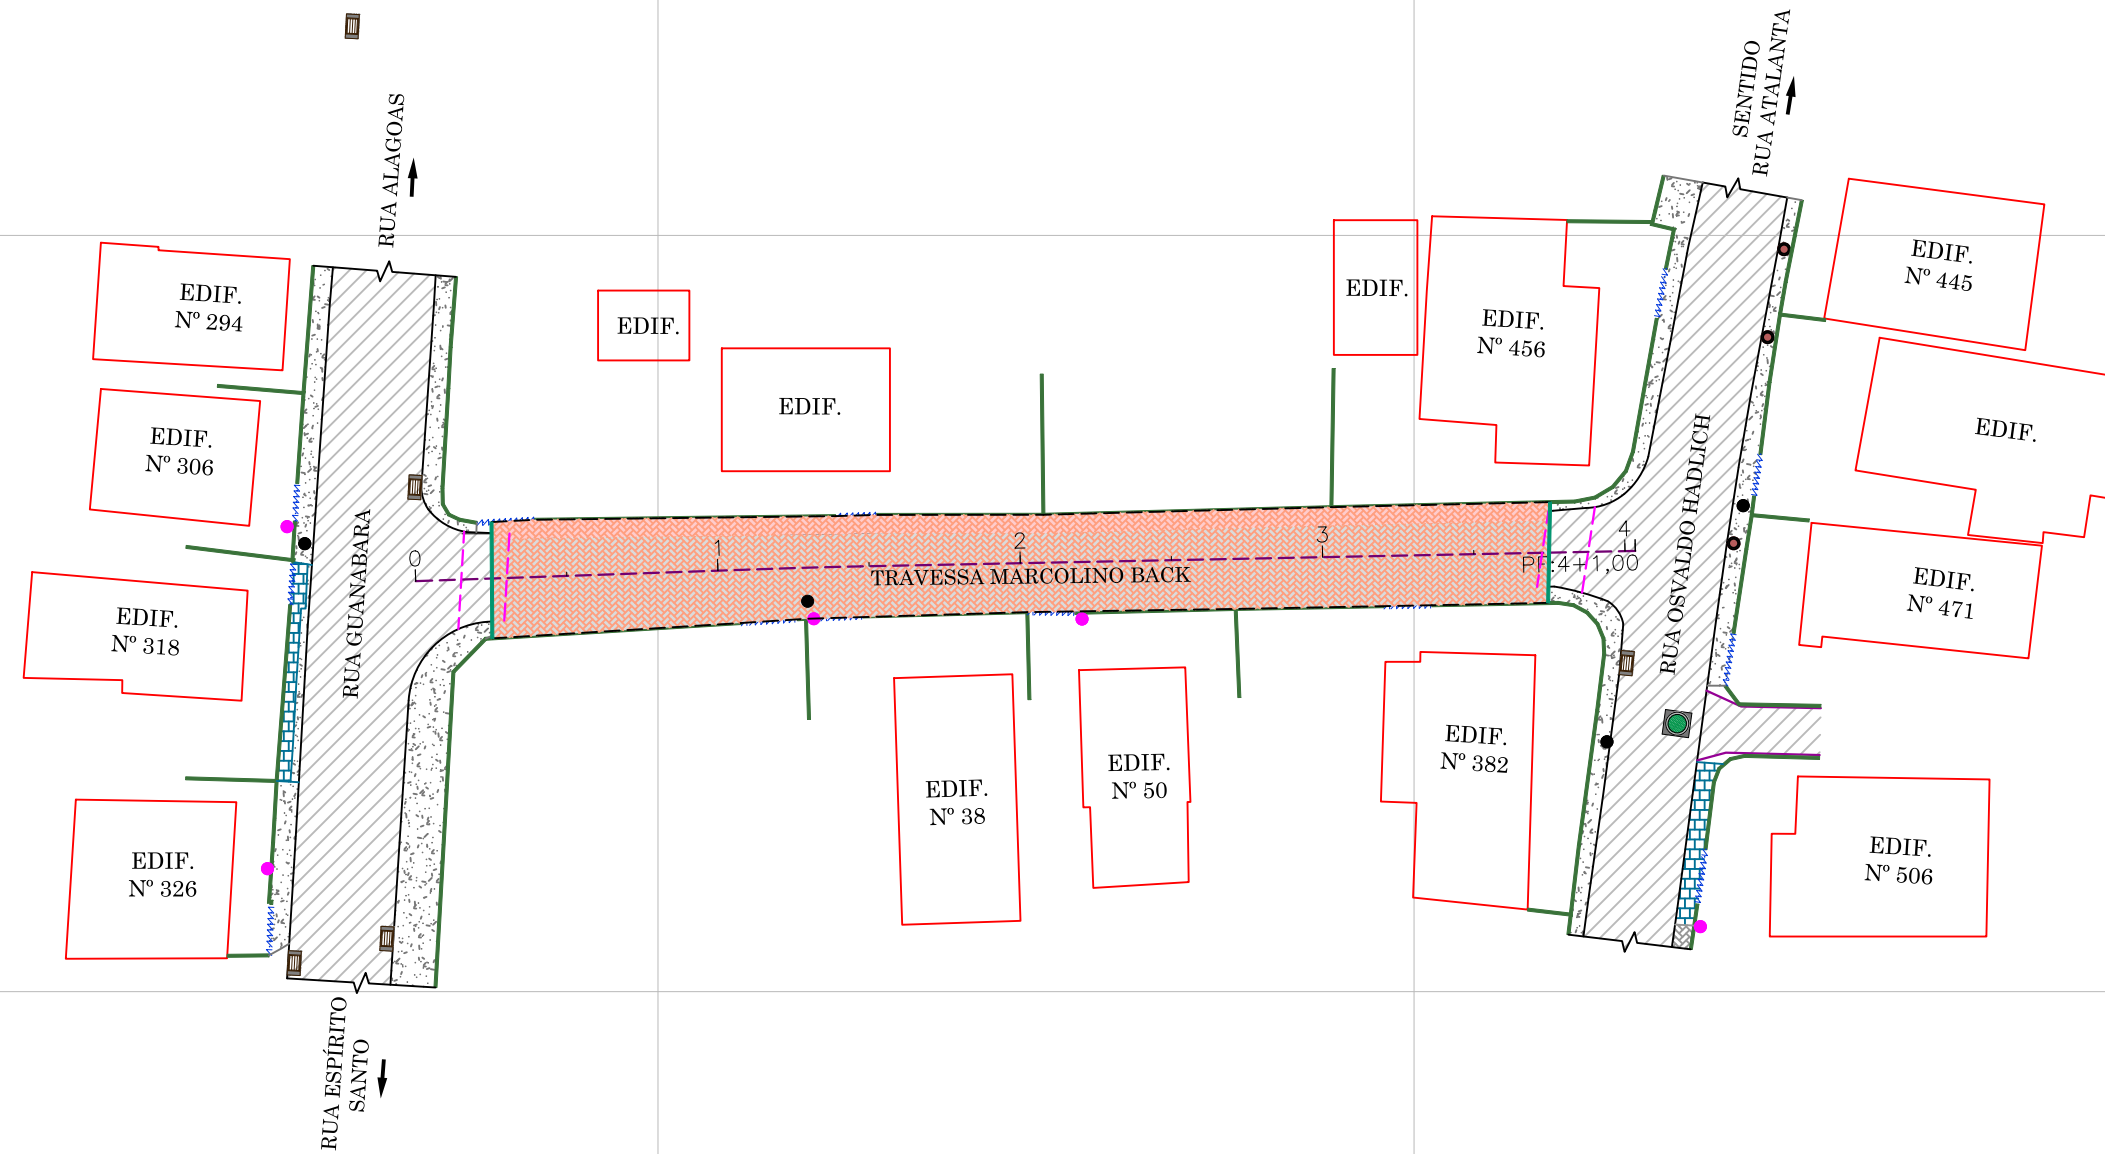 SENTIDO
RUA ATALANTA
RUA ALAGOAS
EDIF.
Nº 294
EDIF.
Nº 306
EDIF.
Nº 318
EDIF.
Nº 326
RUA GUANABARA
RUA ESPÍRITO
SANTO
EDIF.
EDIF.
EDIF.
EDIF.
Nº 456
EDIF.
Nº 445
EDIF.
EDIF.
Nº 471
EDIF.
Nº 506
0
1
2
3
4
PF:4+1,00
TRAVESSA MARCOLINO BACK
RUA OSVALDO HADLICH
EDIF.
Nº 38
EDIF.
Nº 50
EDIF.
Nº 382